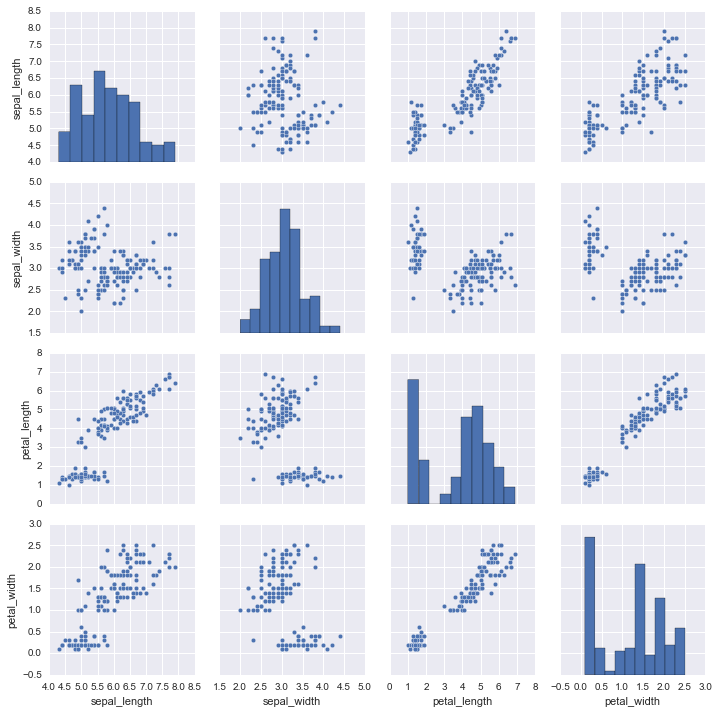 8.5
8.0
7.5
7.0
6.5
6.0
5.5
5.0
4.5
4.0
sepal_length
5.0
4.5
4.0
3.5
3.0
2.5
2.0
1.5
sepal_width
8
7
6
5
4
3
2
1
0
petal_length
3.0
2.5
2.0
1.5
1.0
0.5
0.0
−0.5
petal_width
4.0 4.5 5.0 5.5 6.0 6.5 7.0 7.5 8.0 8.5
1.5 2.0 2.5 3.0 3.5 4.0 4.5 5.0
0 1 2 3 4 5 6 7 8
−0.5 0.0 0.5 1.0 1.5 2.0 2.5 3.0
sepal_length
sepal_width
petal_length
petal_width